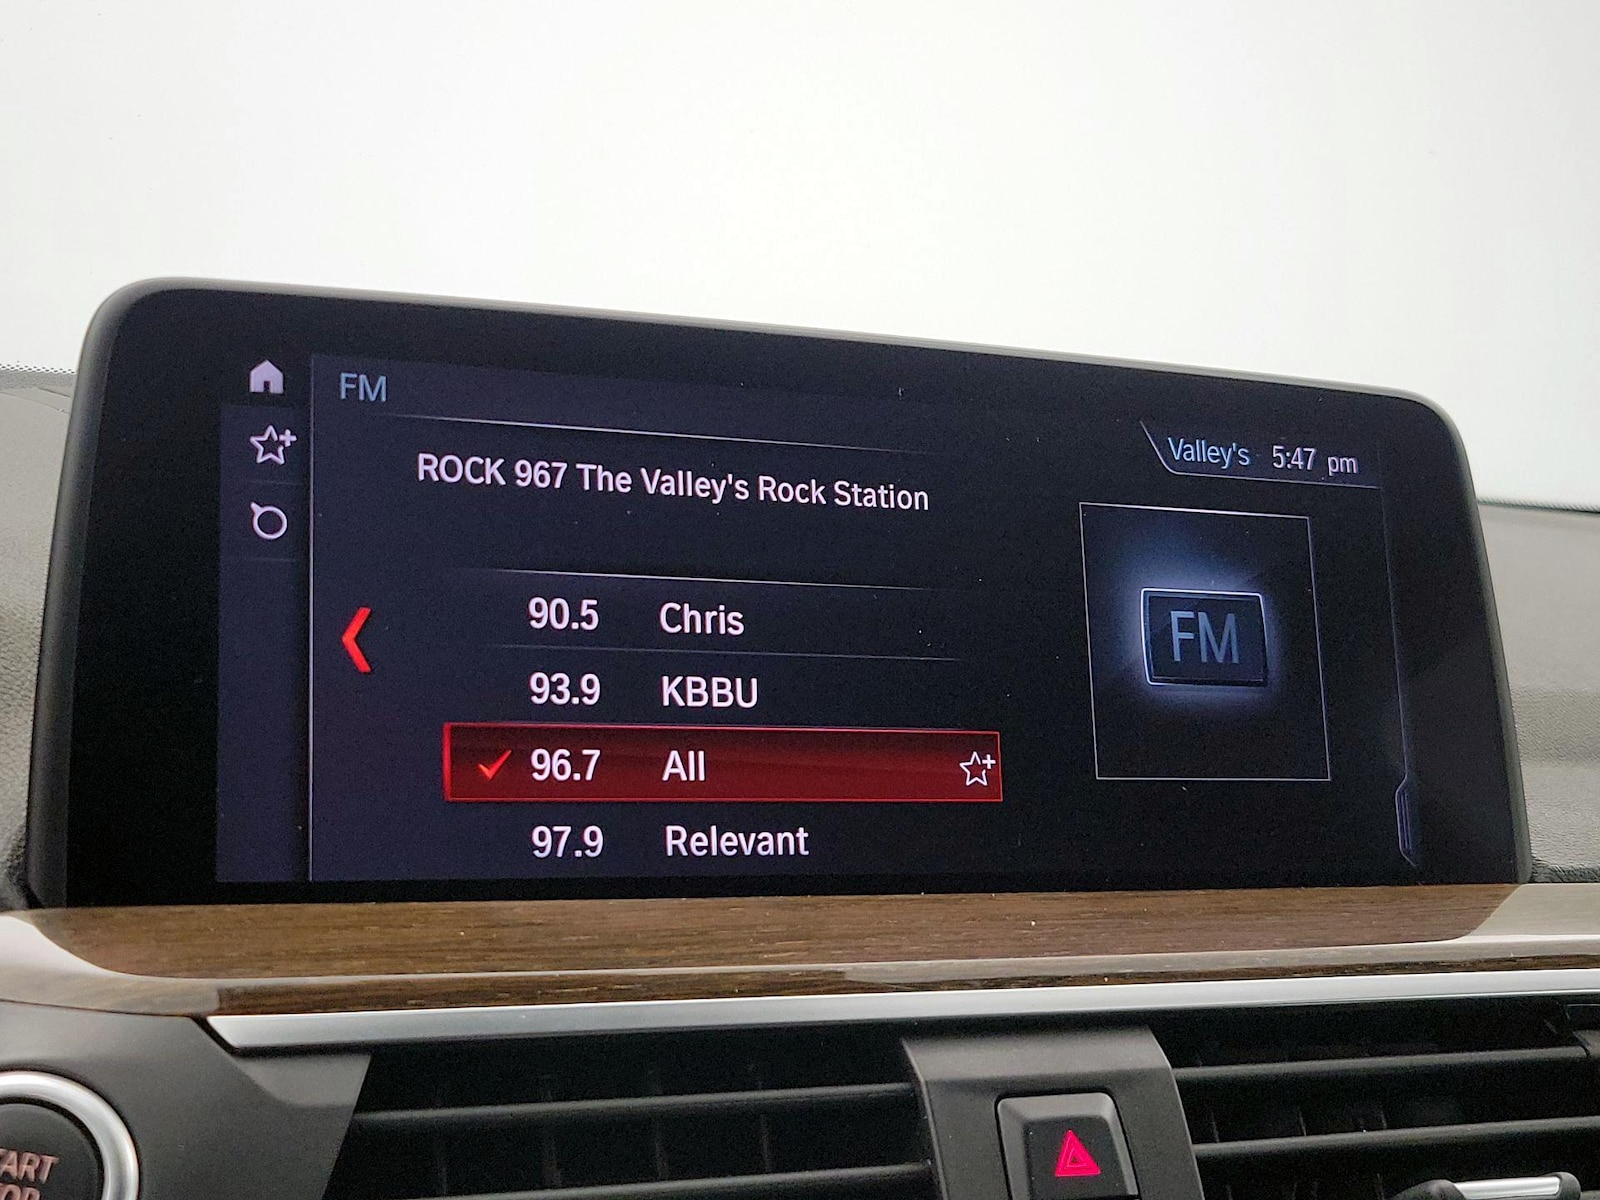 FM
Valley's 5:47 pm
ROCK 967 The Valley's Rock Station
90.5 Chris
93.9 KBBU
96.7 All
97.9 Relevant
FM